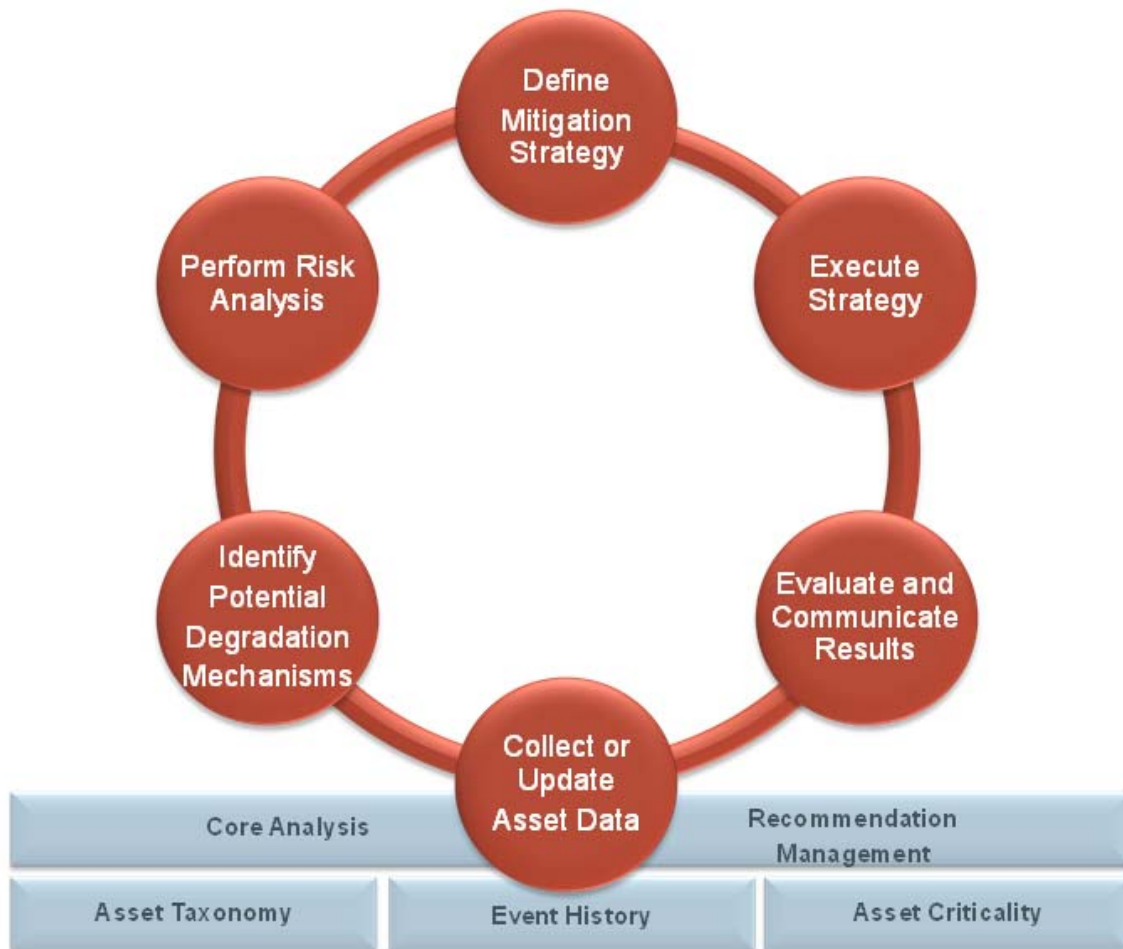 Define
Mitigation
Strategy
Execute
Strategy
Evaluate and
Communicate
Results
Collect or
Update
Asset Data
Identify
Potential
Degradation
Mechanisms
Perform Risk
Analysis
Core Analysis
Recommendation
Management
Asset Taxonomy
Event History
Asset Criticality